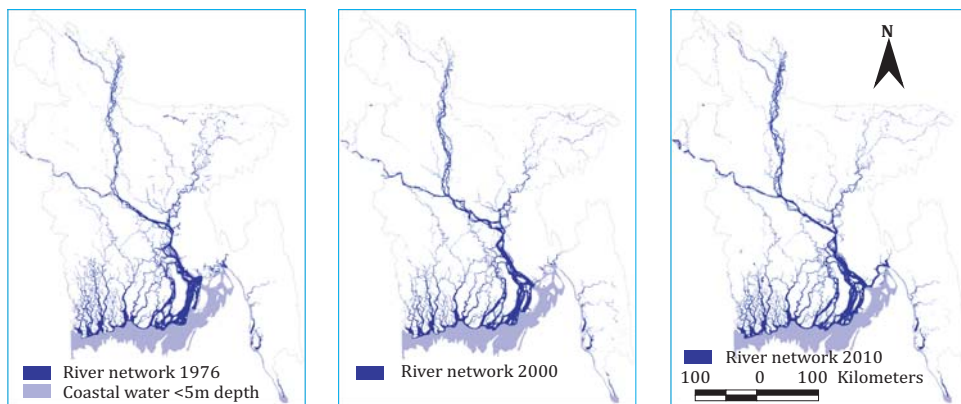 N
River network 1976
Coastal water <5m depth
River network 2000
River network 2010
100 0 100 Kilometers